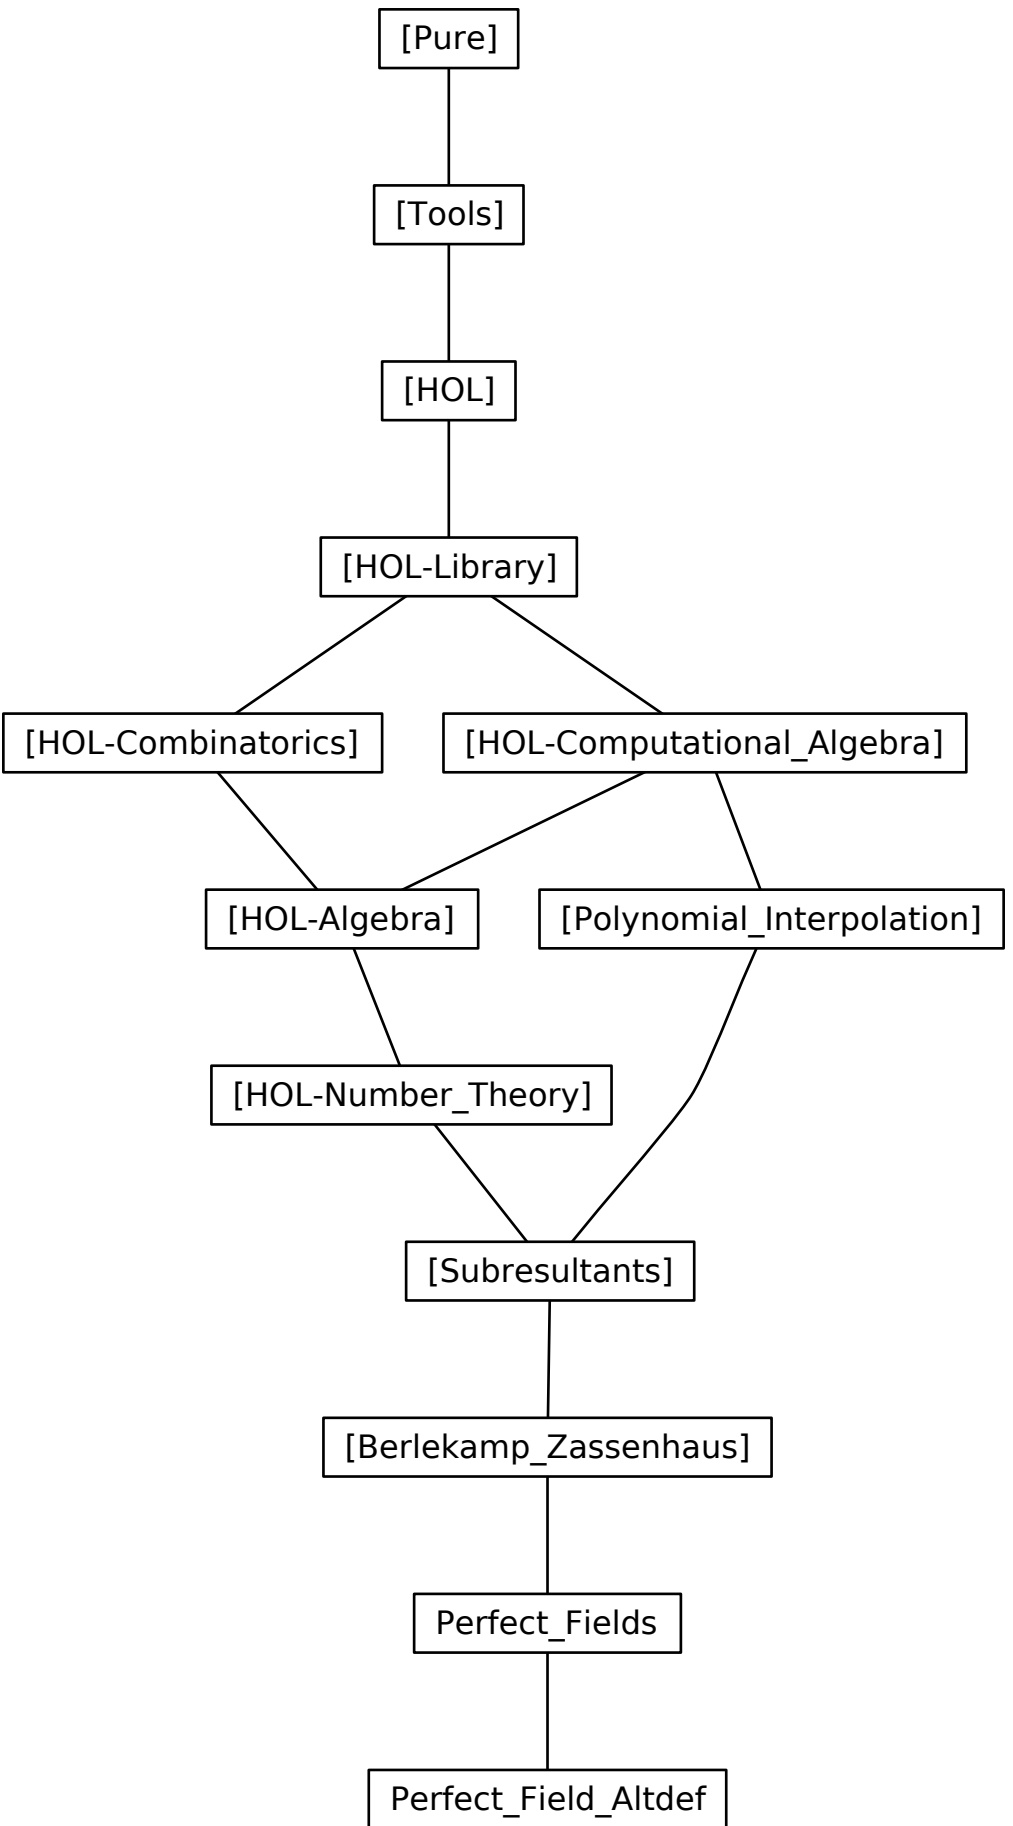 [Pure]
[Tools]
[HOL]
[HOL-Library]
[HOL-Combinatorics]
[HOL-Computational_Algebra]
[HOL-Algebra]
[Polynomial_Interpolation]
[HOL-Number_Theory]
[Subresultants]
[Berlekamp_Zassenhaus]
Perfect_Fields
Perfect_Field_Altdef